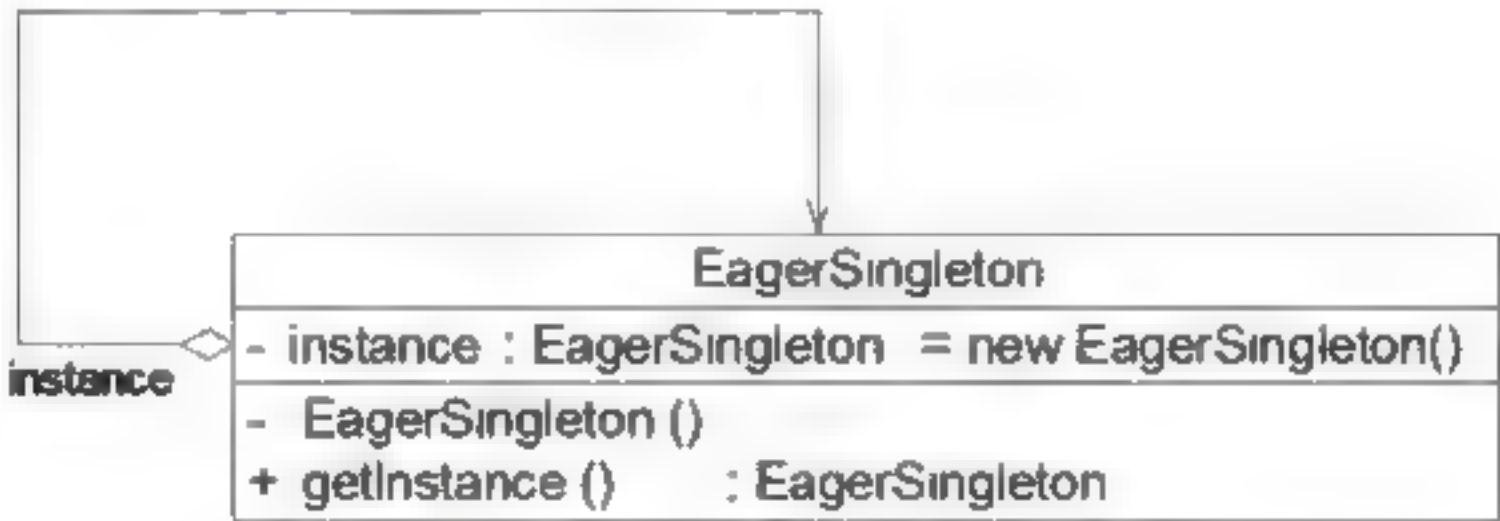 EagerSingleton
- instance : EagerSingleton = new EagerSingleton()
instance
- EagerSingleton ()
+ getInstance () : EagerSingleton